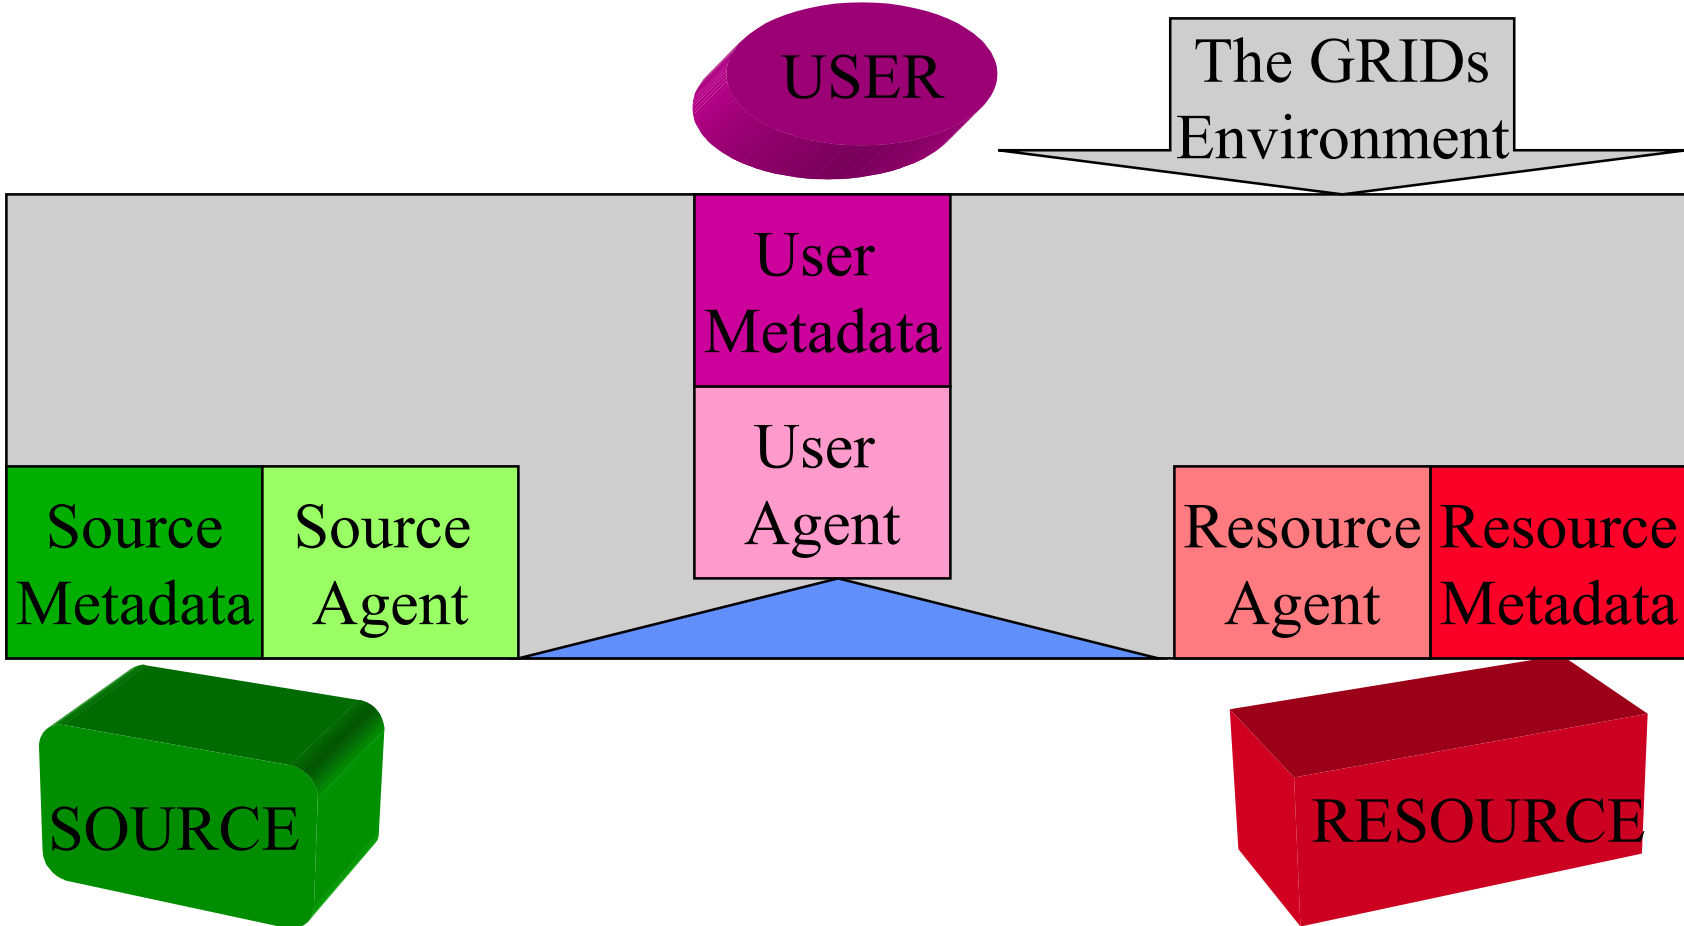 USER
The GRIDs
Environment
User
Metadata
User
Agent
Source
Metadata
Source
Agent
Resource
Agent
Resource
Metadata
SOURCE
RESOURCE